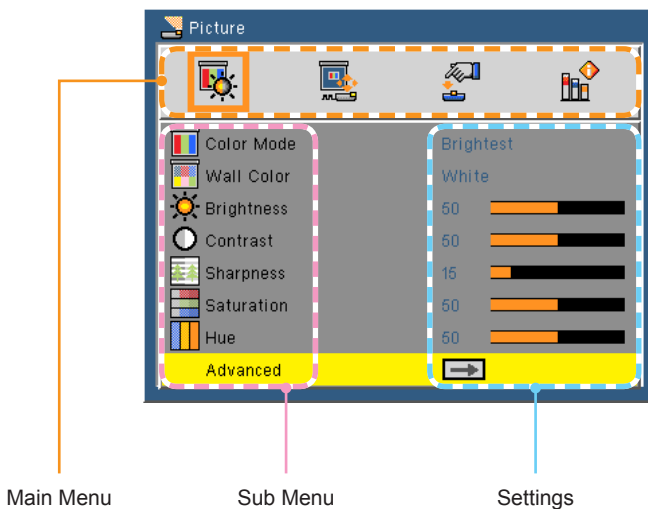 Picture
Color Mode Brightest
Wall Color White
Brightness 50
Contrast 50
Sharpness 15
Saturation 50
Hue 50
Advanced
Main Menu Sub Menu Settings